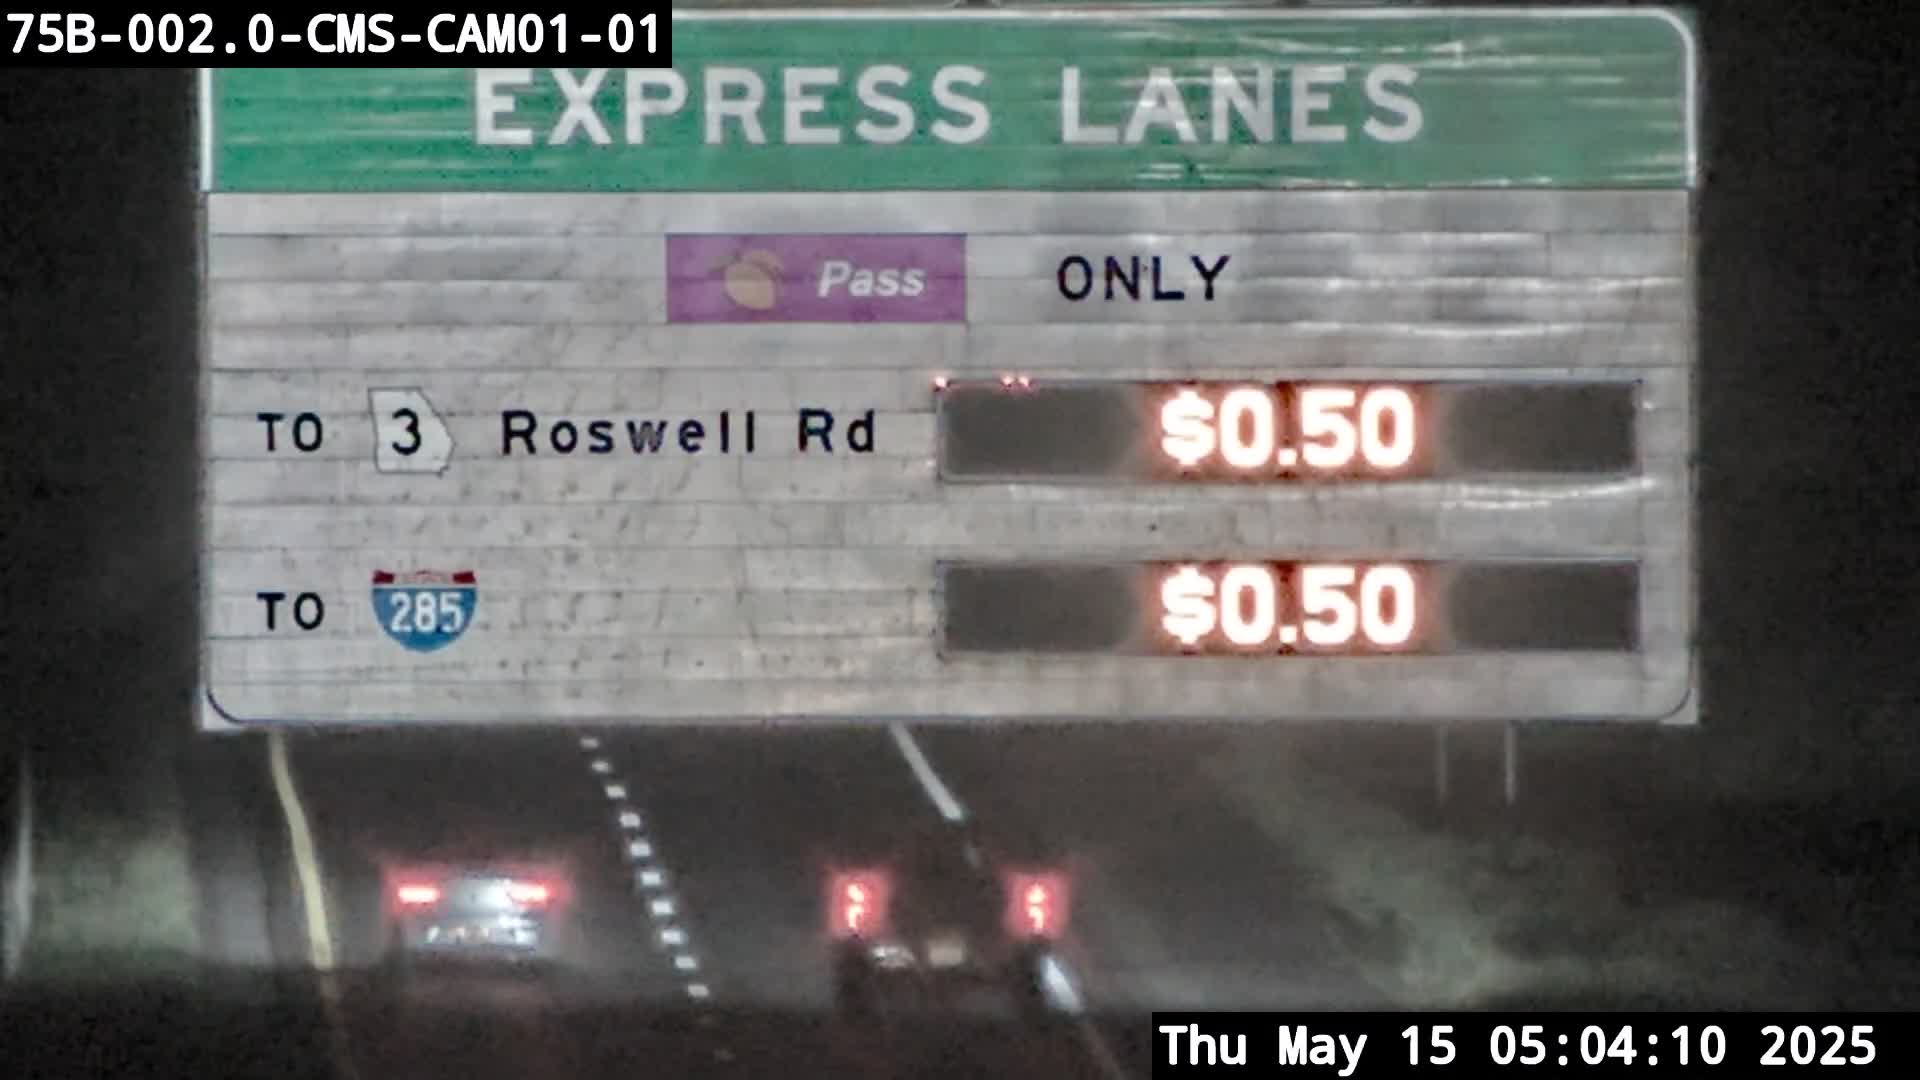 75B-002.0-CMS-CAM01-01
EXPRESS LANES
Pass ONLY
TO 3 Roswell Rd $0.50
TO 285 $0.50
Thu May 15 05:04:10 2025